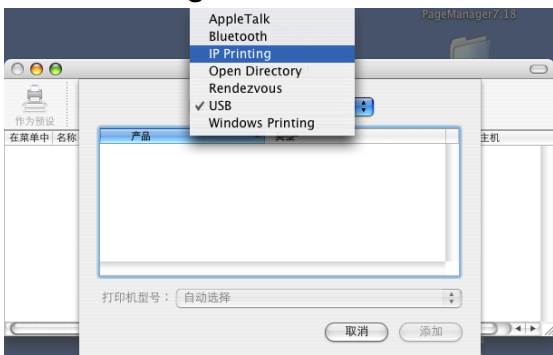 AppleTalk
PageManager7.18
Bluetooth
IP Printing
Open Directory
Rendezvous
✓ USB
Windows Printing
作为预设
在菜单中 名称 产品 主机
打印机型号： 自动选择
取消 添加